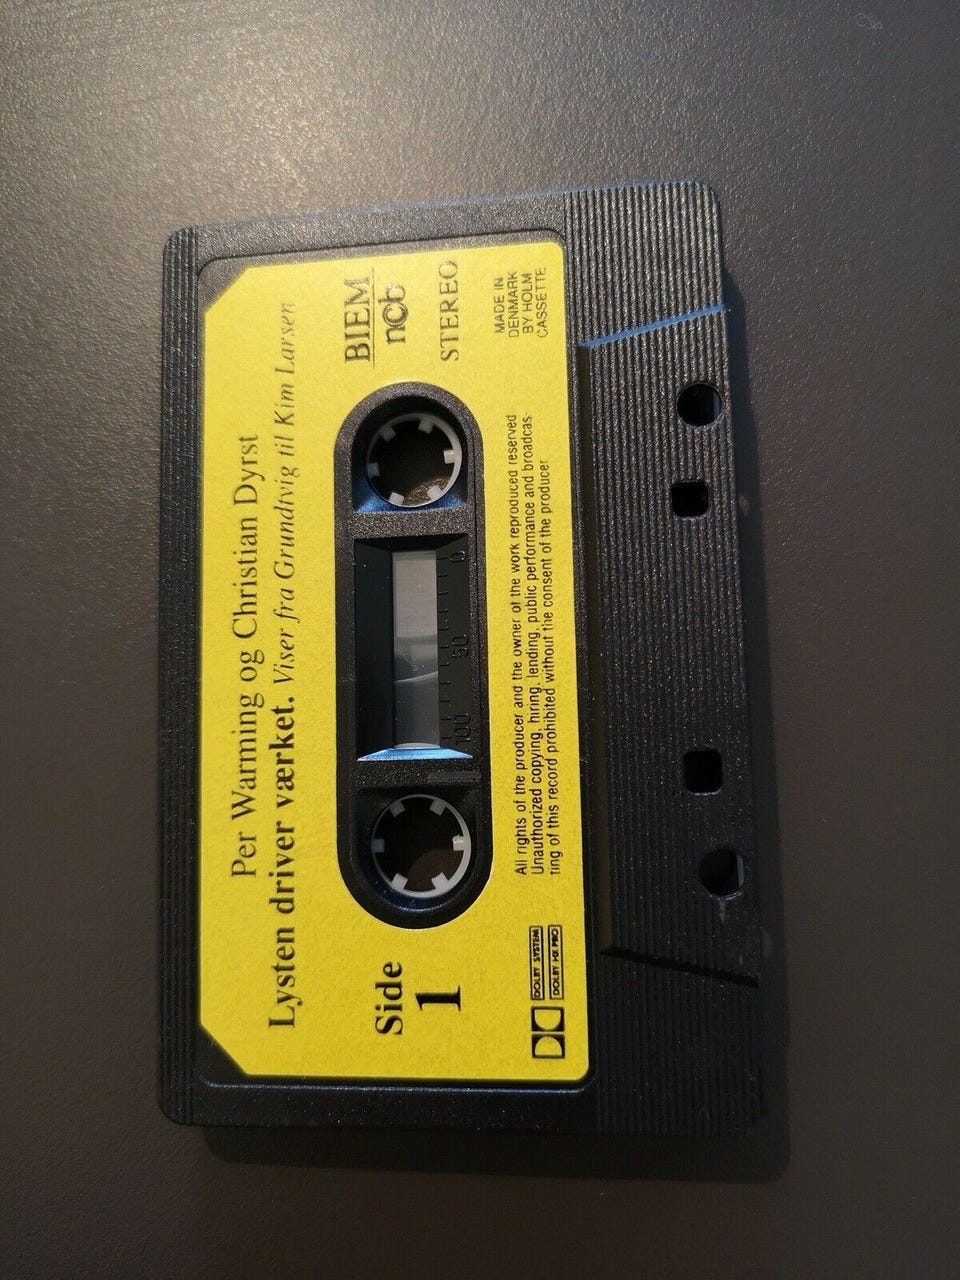 Per Warming og Christian Dyrst
Lysten driver værket. Viser fra Grundtvig til Kim Larsen
Side
1
BIEM
ncb
STEREO
100 50 0
MADE IN
DENMARK
BY HOLM
CASSETTE
All rights of the producer and the owner of the work reproduced reserved
Unauthorized copying, hiring, lending, public performance and broadcas-
ting of this record prohibited without the consent of the producer
DOLBY SYSTEM
DOLBY HX PRO